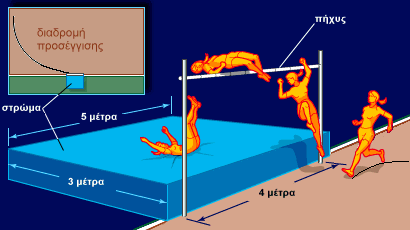 διαδρομή
προσέγγισης
πήχυς
στρώμα
5 μέτρα
3 μέτρα
4 μέτρα